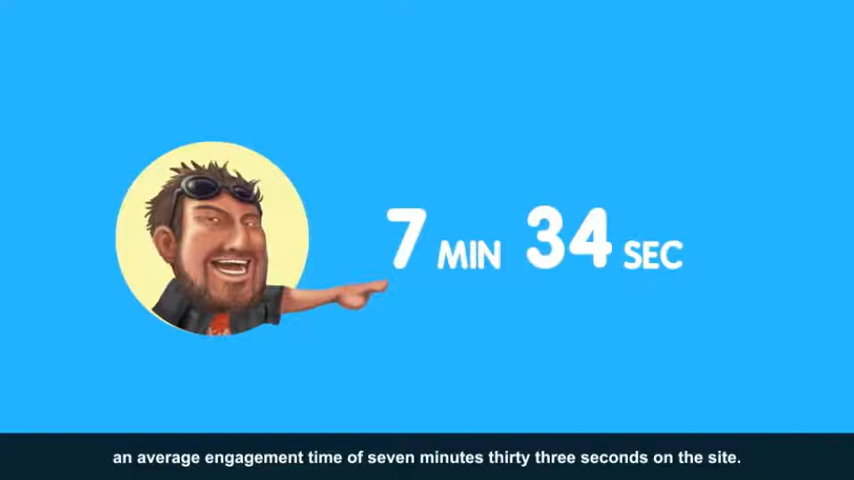 7 MIN 34 SEC
an average engagement time of seven minutes thirty three seconds on the site.